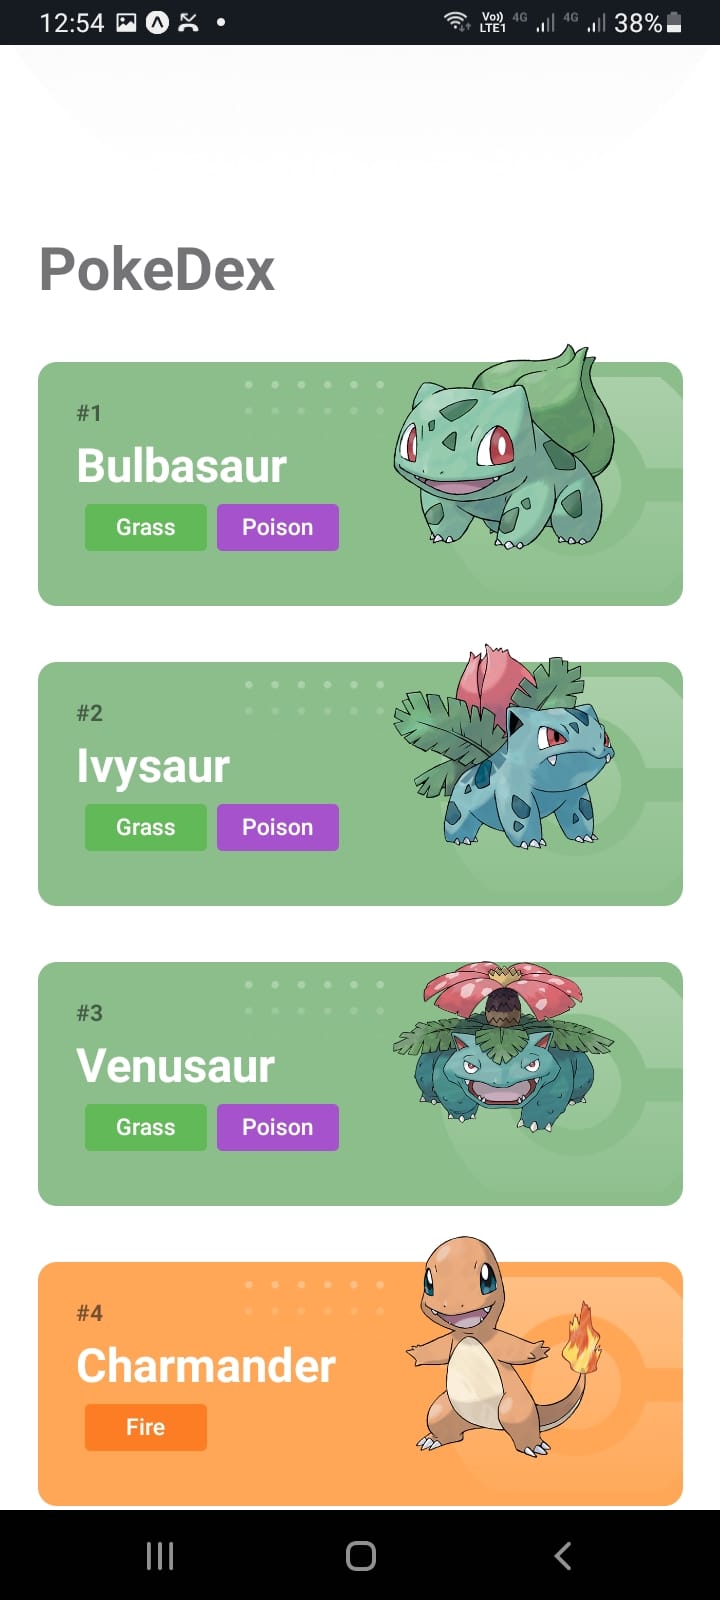 12:54 Vo)) LTE1 4G 4G 38%
PokeDex
#1
Bulbasaur
Grass Poison
#2
Ivysaur
Grass Poison
#3
Venusaur
Grass Poison
#4
Charmander
Fire